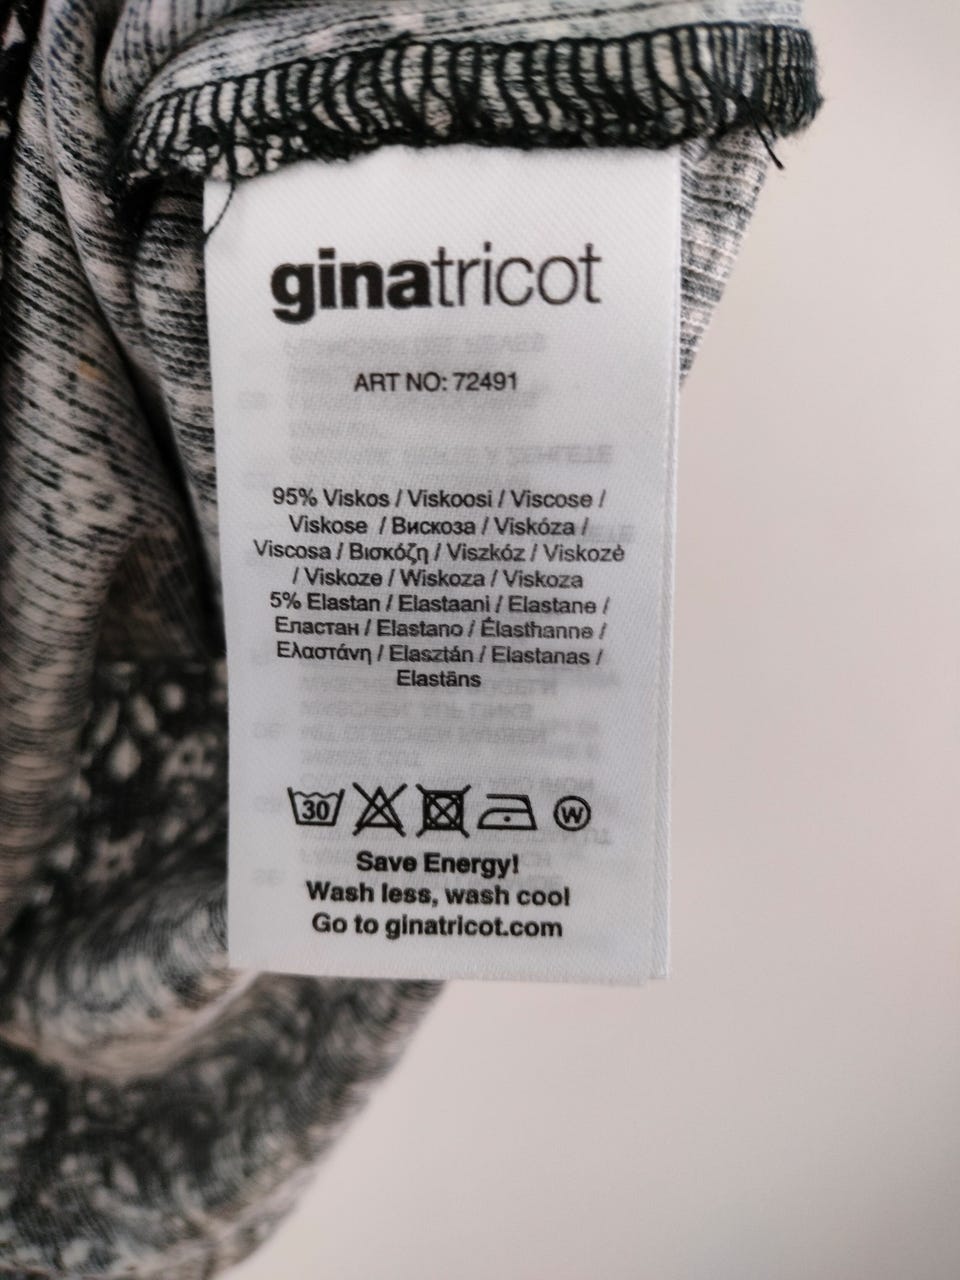 ginatricot
ART NO: 72491
95% Viskos / Viskoosi / Viscose /
Viskose / Вискоза / Viskóza /
Viscosa / Βισκόζη / Viszkóz / Viskozė
/ Viskoze / Wiskoza / Viskoza
5% Elastan / Elastaani / Elastane /
Еластан / Elastano / Élasthanne /
Ελαστάνη / Elasztán / Elastanas /
Elastāns
30
W
Save Energy!
Wash less, wash cool
Go to ginatricot.com